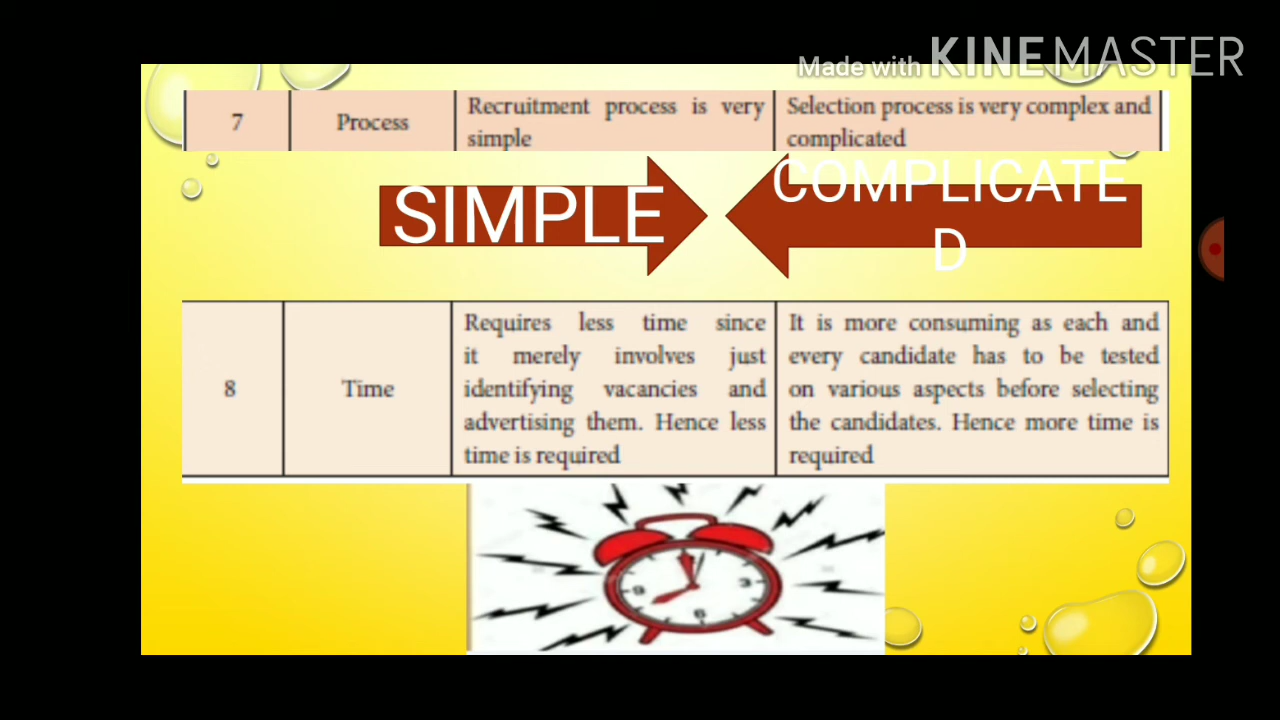 Made with KINEMASTER
7
Process
Recruitment process is very
simple
Selection process is very complex and
complicated
SIMPLE
COMPLICATE
D
8
Time
Requires less time since
it merely involves just
identifying vacancies and
advertising them. Hence less
time is required
It is more consuming as each and
every candidate has to be tested
on various aspects before selecting
the candidates. Hence more time is
required
9
3
6